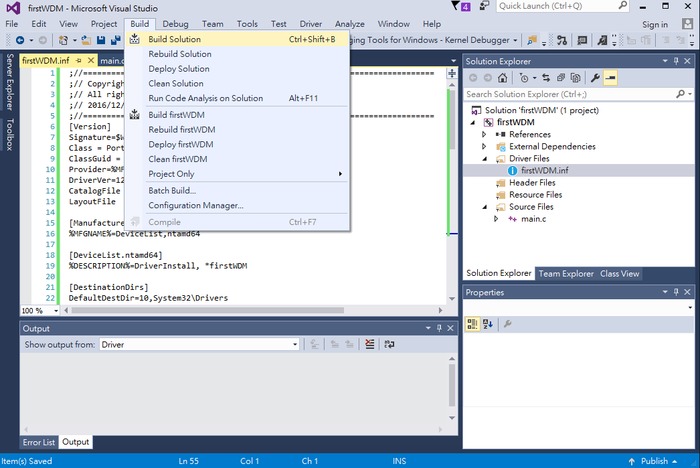 firstWDM - Microsoft Visual Studio
4
Quick Launch (Ctrl+Q)
File Edit View Project Build Debug Team Tools Test Driver Analyze Window Help
Sign in
ging Tools for Windows - Kernel Debugger
Server Explorer
Toolbox
firstWDM.inf
main.c
Build Solution Ctrl+Shift+B
Rebuild Solution
Deploy Solution
Clean Solution
Run Code Analysis on Solution Alt+F11
Build firstWDM
Rebuild firstWDM
Deploy firstWDM
Clean firstWDM
Project Only
Batch Build...
Configuration Manager...
Compile Ctrl+F7
1 ;//=====
2 ;// Copyright
3 ;// All righ
4 ;// 2016/12/
5 ;//=====
6 [Version]
7 Signature=$W
8 Class = Port
9 ClassGuid =
10 Provider=%MF
11 DriverVer=12
12 CatalogFile
13 LayoutFile
14
15 [Manufacture
16 %MFGNAME%=DeviceList,ntamd64
17
18 [DeviceList.ntamd64]
19 %DESCRIPTION%=DriverInstall, *firstWDM
20
21 [DestinationDirs]
22 DefaultDestDir=10,System32\Drivers
100 %
Output
Show output from: Driver
Error List Output
Solution Explorer
Search Solution Explorer (Ctrl+;)
Solution 'firstWDM' (1 project)
firstWDM
References
External Dependencies
Driver Files
firstWDM.inf
Header Files
Resource Files
Source Files
main.c
Solution Explorer Team Explorer Class View
Properties
Item(s) Saved Ln 55 Col 1 Ch 1 INS Publish